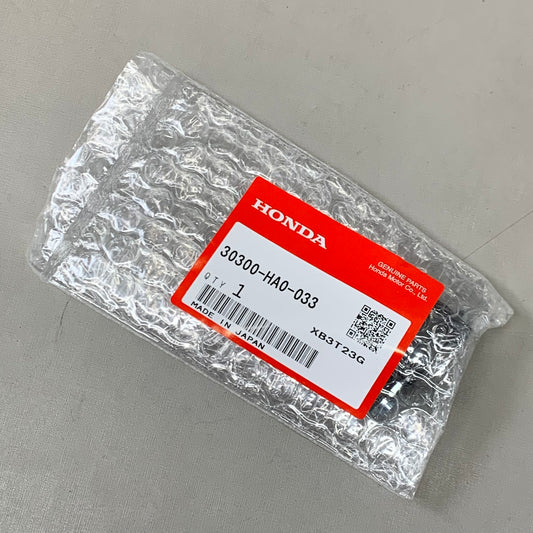 HONDA
GENUINE PARTS
Honda Motor Co., Ltd.
30300-HA0-033
QTY 1
XB3T23G
MADE IN JAPAN